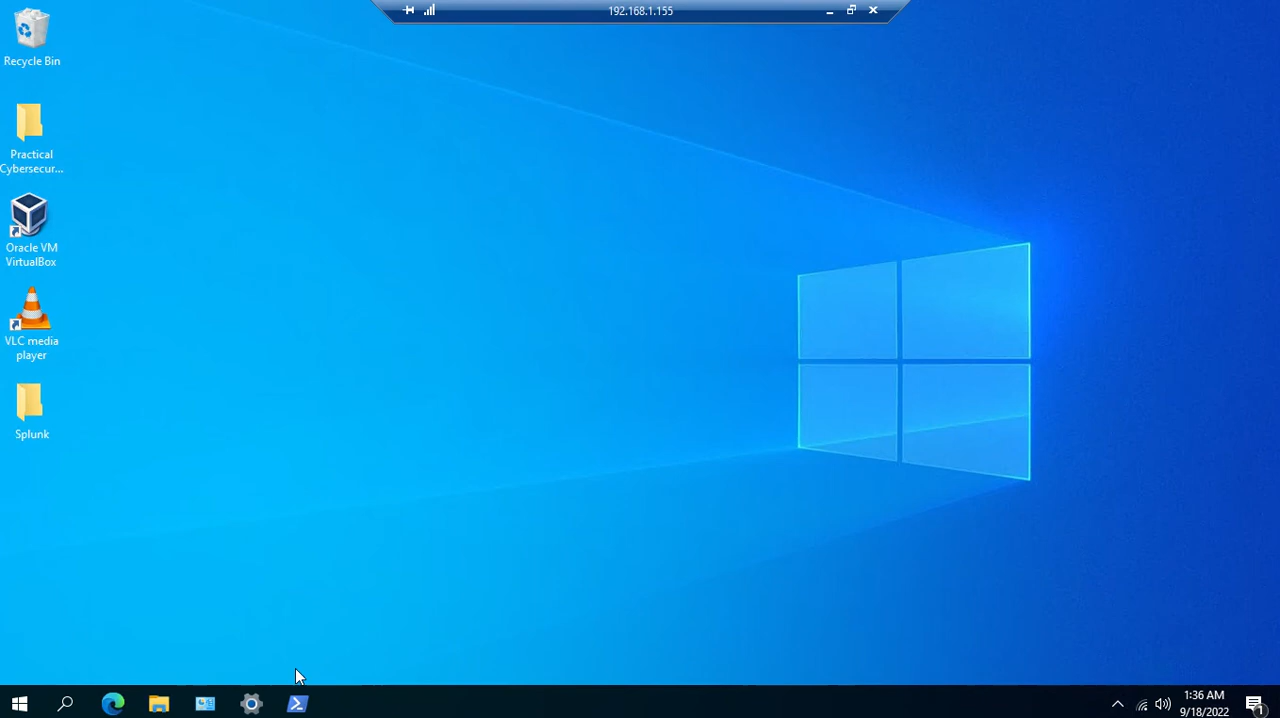 192.168.1.155
Recycle Bin
Practical
Cybersecur...
Oracle VM
VirtualBox
VLC media
player
Splunk
1:36 AM
9/18/2022
1